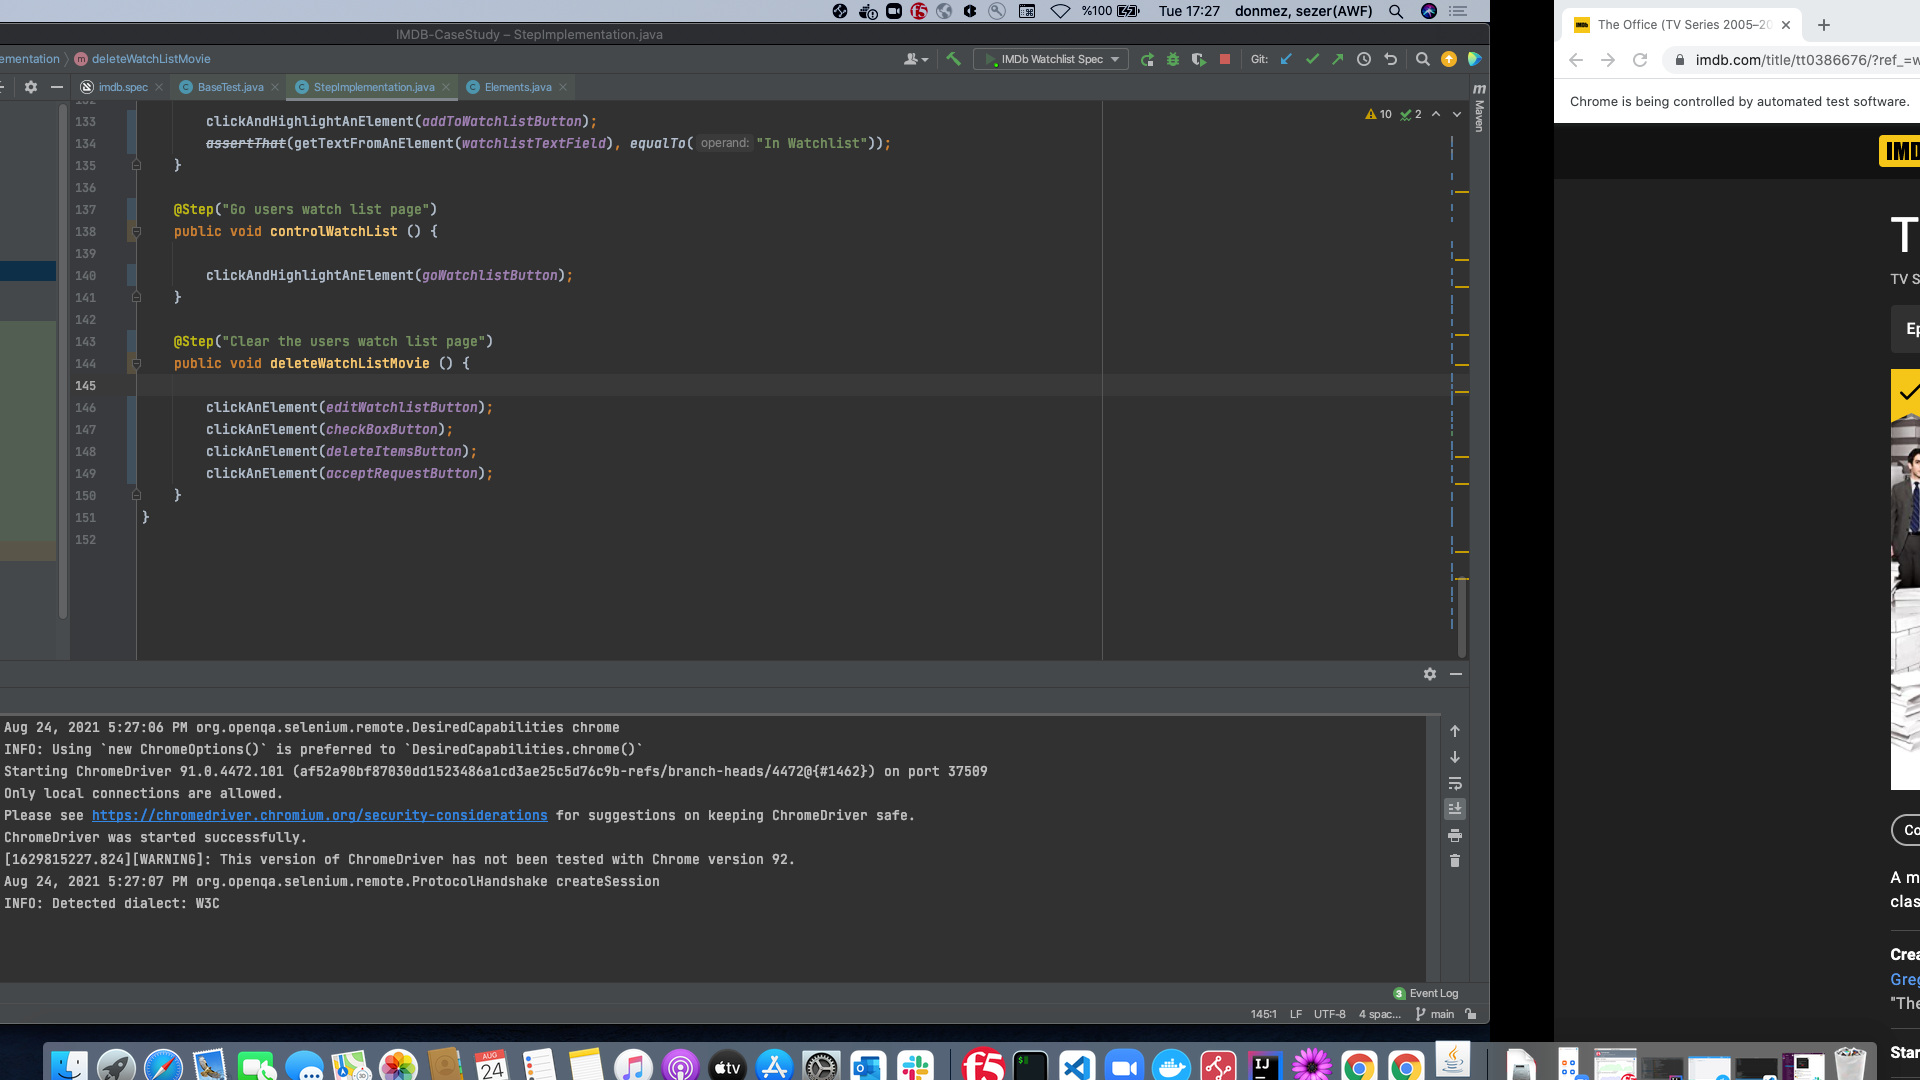 %100
Tue 17:27
donmez, sezer(AWF)
IMDB-CaseStudy – StepImplementation.java
ementation
m deleteWatchListMovie
IMDb Watchlist Spec
Git:
imdb.spec
BaseTest.java
StepImplementation.java
Elements.java
10 2
Maven
133 clickAndHighlightAnElement(addToWatchlistButton);
134 assertThat(getTextFromAnElement(watchlistTextField), equalTo( operand: "In Watchlist"));
135 }
136
137 @Step("Go users watch list page")
138 public void controlWatchList () {
139
140 clickAndHighlightAnElement(goWatchlistButton);
141 }
142
143 @Step("Clear the users watch list page")
144 public void deleteWatchListMovie () {
145
146 clickAnElement(editWatchlistButton);
147 clickAnElement(checkBoxButton);
148 clickAnElement(deleteItemsButton);
149 clickAnElement(acceptRequestButton);
150 }
151 }
152
Aug 24, 2021 5:27:06 PM org.openqa.selenium.remote.DesiredCapabilities chrome
INFO: Using `new ChromeOptions()` is preferred to `DesiredCapabilities.chrome()`
Starting ChromeDriver 91.0.4472.101 (af52a90bf87030dd1523486a1cd3ae25c5d76c9b-refs/branch-heads/4472@{#1462}) on port 37509
Only local connections are allowed.
Please see https://chromedriver.chromium.org/security-considerations for suggestions on keeping ChromeDriver safe.
ChromeDriver was started successfully.
[1629815227.824][WARNING]: This version of ChromeDriver has not been tested with Chrome version 92.
Aug 24, 2021 5:27:07 PM org.openqa.selenium.remote.ProtocolHandshake createSession
INFO: Detected dialect: W3C
3 Event Log
145:1 LF UTF-8 4 spac... main
AUG
24
tv
f5
IJ
The Office (TV Series 2005–20
imdb.com/title/tt0386676/?ref_=w
Chrome is being controlled by automated test software.
IMD
T
TV S
Ep
Co
A m
clas
Crea
Greg
"The
Star